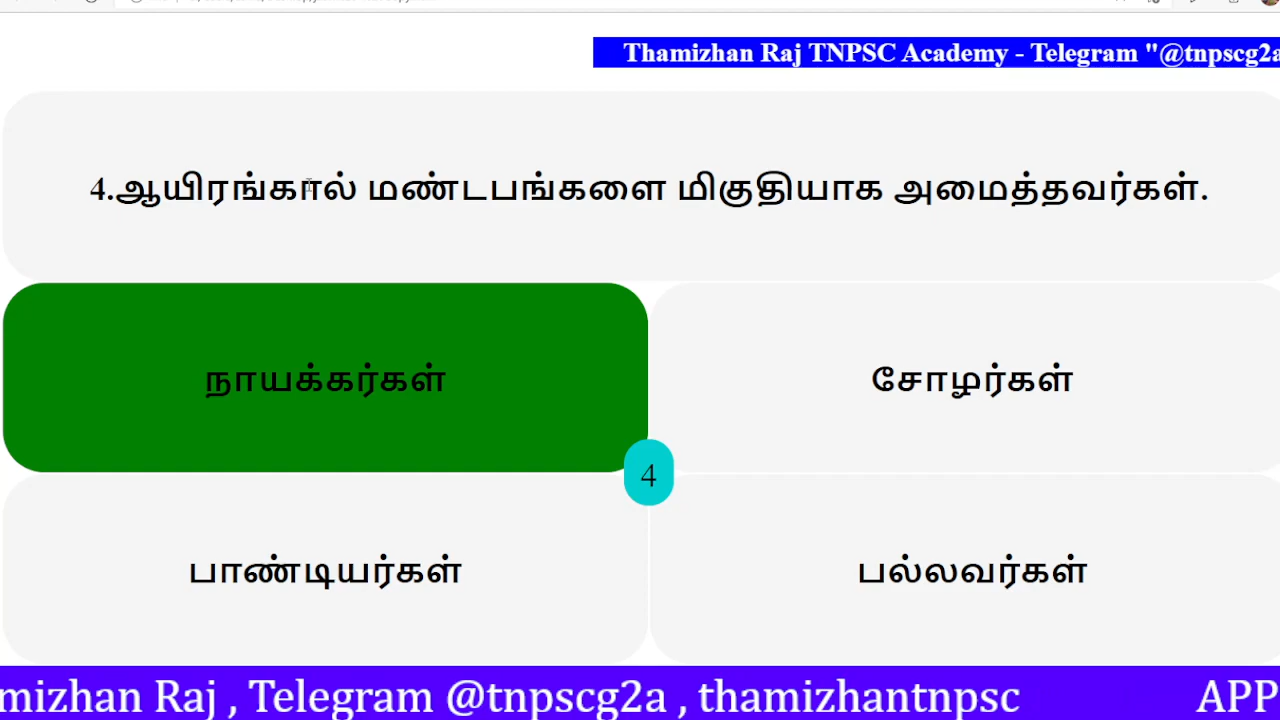 Thamizhan Raj TNPSC Academy - Telegram "@tnpscg2a
4.ஆயிரங்கால் மண்டபங்களை மிகுதியாக அமைத்தவர்கள்.
நாயக்கர்கள்
சோழர்கள்
4
பாண்டியர்கள்
பல்லவர்கள்
mizhan Raj , Telegram @tnpscg2a , thamizhantnpsc APP